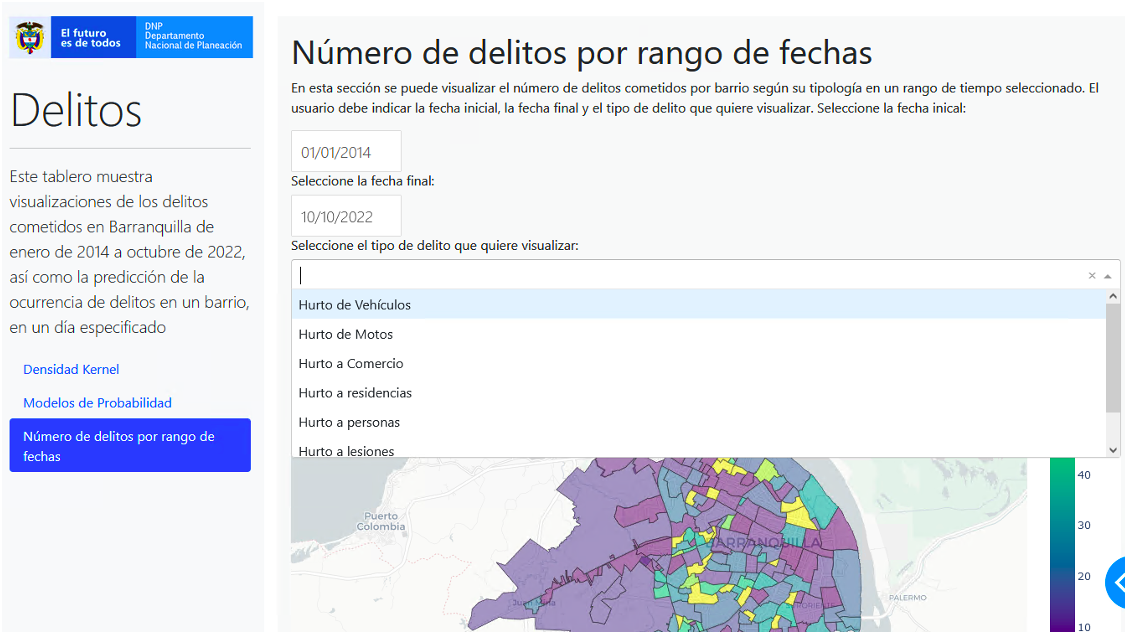 El futuro
es de todos
DNP
Departamento
Nacional de Planeación
Delitos
Este tablero muestra
visualizaciones de los delitos
cometidos en Barranquilla de
enero de 2014 a octubre de 2022,
así como la predicción de la
ocurrencia de delitos en un barrio,
en un día especificado
Densidad Kernel
Modelos de Probabilidad
Número de delitos por rango de
fechas
Número de delitos por rango de fechas
En esta sección se puede visualizar el número de delitos cometidos por barrio según su tipología en un rango de tiempo seleccionado. El
usuario debe indicar la fecha inicial, la fecha final y el tipo de delito que quiere visualizar. Seleccione la fecha inical:
01/01/2014
Seleccione la fecha final:
10/10/2022
Seleccione el tipo de delito que quiere visualizar:
Hurto de Vehículos
Hurto de Motos
Hurto a Comercio
Hurto a residencias
Hurto a personas
Hurto a lesiones
Puerto
Colombia
BARRANQUILLA
Juan Mina
SURORIENTE
PALERMO
40
30
20
10